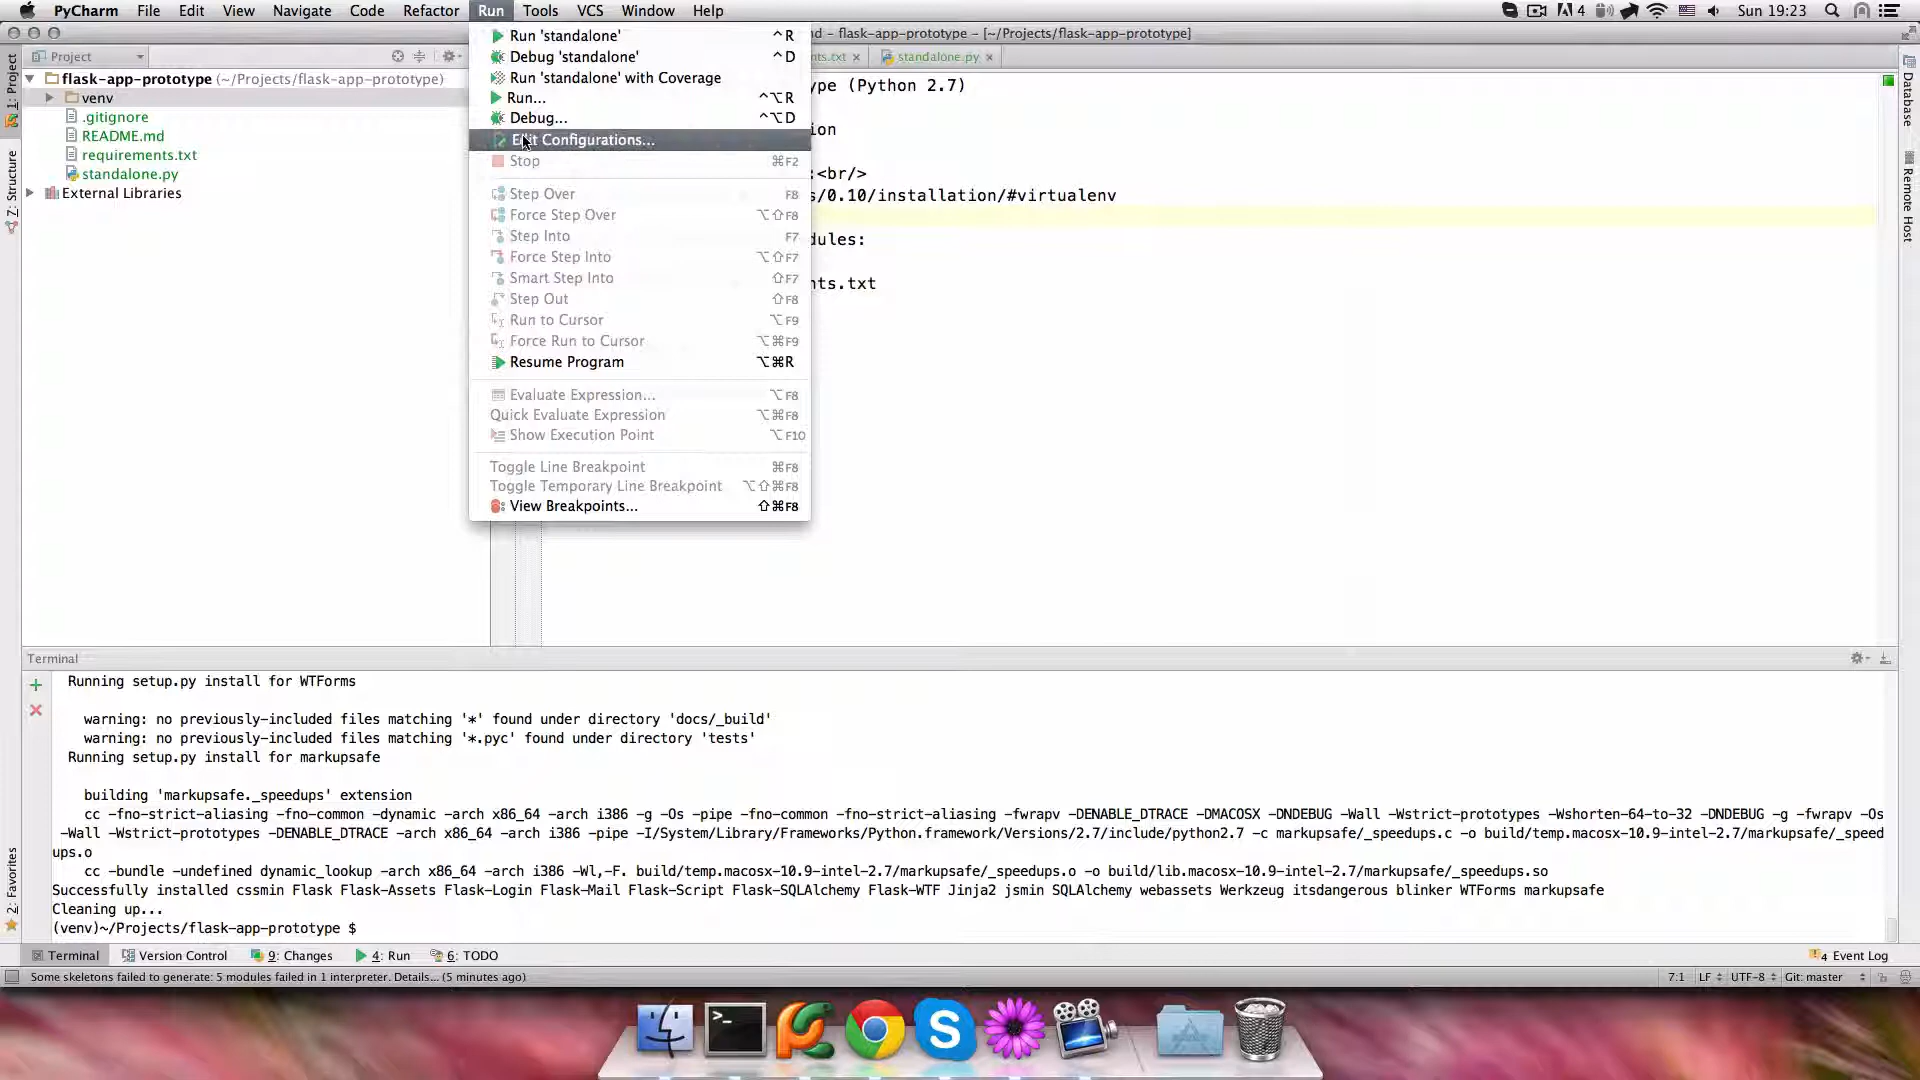 PyCharm File Edit View Navigate Code Refactor Run Tools VCS Window Help 4 Sun 19:23
nd - flask-app-prototype - [~/Projects/flask-app-prototype]
Project
nts.txt standalone.py
flask-app-prototype (~/Projects/flask-app-prototype)
venv
.gitignore
README.md
requirements.txt
standalone.py
External Libraries
1: Project
7: Structure
2: Favorites
Database
Remote Host
Run 'standalone' ⌃R
Debug 'standalone' ⌃D
Run 'standalone' with Coverage
Run... ⌃⌥R
Debug... ⌃⌥D
Edit Configurations...
Stop ⌘F2
Step Over F8
Force Step Over ⌥⇧F8
Step Into F7
Force Step Into ⌥⇧F7
Smart Step Into ⇧F7
Step Out ⇧F8
Run to Cursor ⌥F9
Force Run to Cursor ⌥⌘F9
Resume Program ⌥⌘R
Evaluate Expression... ⌥F8
Quick Evaluate Expression ⌥⌘F8
Show Execution Point ⌥F10
Toggle Line Breakpoint ⌘F8
Toggle Temporary Line Breakpoint ⌥⇧⌘F8
View Breakpoints... ⇧⌘F8
ype (Python 2.7)
ion
:<br/>
s/0.10/installation/#virtualenv
dules:
nts.txt
Terminal
Running setup.py install for WTForms
warning: no previously-included files matching '*' found under directory 'docs/_build'
warning: no previously-included files matching '*.pyc' found under directory 'tests'
Running setup.py install for markupsafe
building 'markupsafe._speedups' extension
cc -fno-strict-aliasing -fno-common -dynamic -arch x86_64 -arch i386 -g -Os -pipe -fno-common -fno-strict-aliasing -fwrapv -DENABLE_DTRACE -DMACOSX -DNDEBUG -Wall -Wstrict-prototypes -Wshorten-64-to-32 -DNDEBUG -g -fwrapv -Os
-Wall -Wstrict-prototypes -DENABLE_DTRACE -arch x86_64 -arch i386 -pipe -I/System/Library/Frameworks/Python.framework/Versions/2.7/include/python2.7 -c markupsafe/_speedups.c -o build/temp.macosx-10.9-intel-2.7/markupsafe/_speed
ups.o
cc -bundle -undefined dynamic_lookup -arch x86_64 -arch i386 -Wl,-F. build/temp.macosx-10.9-intel-2.7/markupsafe/_speedups.o -o build/lib.macosx-10.9-intel-2.7/markupsafe/_speedups.so
Successfully installed cssmin Flask Flask-Assets Flask-Login Flask-Mail Flask-Script Flask-SQLAlchemy Flask-WTF Jinja2 jsmin SQLAlchemy webassets Werkzeug itsdangerous blinker WTForms markupsafe
Cleaning up...
(venv)~/Projects/flask-app-prototype $
Terminal Version Control 9: Changes 4: Run 6: TODO 4 Event Log
Some skeletons failed to generate: 5 modules failed in 1 interpreter. Details... (5 minutes ago) 7:1 LF UTF-8 Git: master